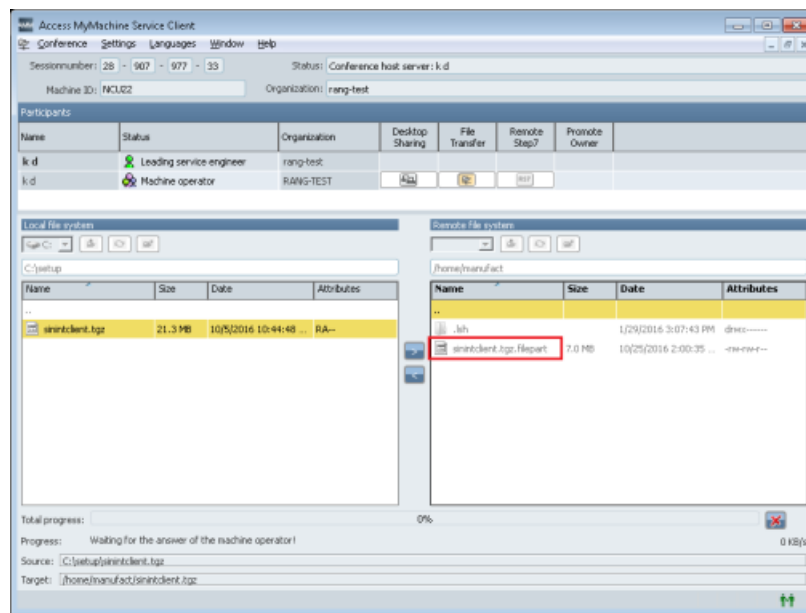 Access MyMachine Service Client
Conference Settings Languages Window Help
Sessionnumber: 28 - 907 - 977 - 33 Status: Conference host server: k d
Machine ID: NCU22 Organization: rang-test
Participants
Name Status Organization Desktop Sharing File Transfer Remote Step7 Promote Owner
k d Leading service engineer rang-test
k d Machine operator RANG-TEST
Local file system Remote file system
C:
C:\setup /home/manufact
Name Size Date Attributes Name Size Date Attributes
.. ..
.lsh 1/29/2016 3:07:43 PM drwx------
sinintclient.tgz 21.3 MB 10/5/2016 10:44:48 ... RA--
sinintclient.tgz.filepart 7.0 MB 10/25/2016 2:00:35 ... -rw-rw-r--
> 
<
Total progress: 0%
Progress: Waiting for the answer of the machine operator! 0 KB/s
Source: C:\setup\sinintclient.tgz
Target: /home/manufact/sinintclient.tgz